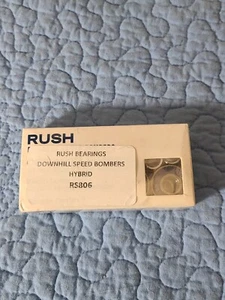 RUSH
RUSH BEARINGS
DOWNHILL SPEED BOMBERS
HYBRID
RS806